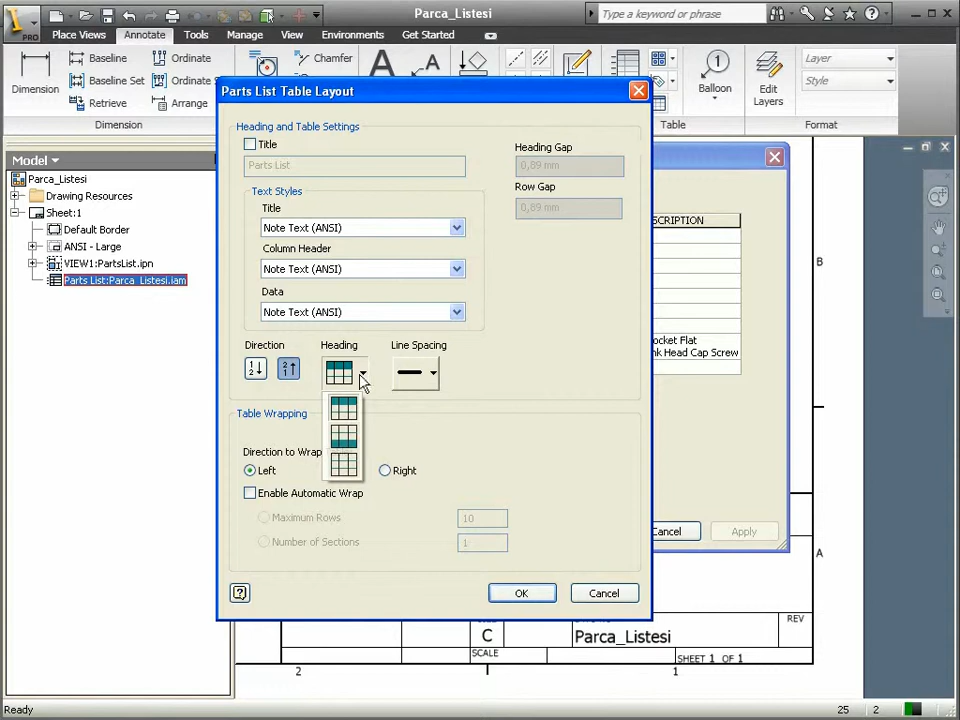 Parca_Listesi
Type a keyword or phrase
PRO
Place Views
Annotate
Tools
Manage
View
Environments
Get Started
Dimension
Baseline
Baseline Set
Retrieve
Ordinate
Ordinate
Arrange
Chamfer
Balloon
Edit
Layers
Layer
Style
Dimension
Table
Format
Model
Parca_Listesi
Drawing Resources
Sheet:1
Default Border
ANSI - Large
VIEW1:PartsList.ipn
Parts List:Parca_Listesi.iam
Parts List Table Layout
Heading and Table Settings
Title
Parts List
Heading Gap
0,89 mm
Row Gap
0,89 mm
Text Styles
Title
Note Text (ANSI)
Column Header
Note Text (ANSI)
Data
Note Text (ANSI)
Direction
Heading
Line Spacing
Table Wrapping
Direction to Wrap
Left
Right
Enable Automatic Wrap
Maximum Rows
10
Number of Sections
1
OK
Cancel
SCRIPTION
ocket Flat
nk Head Cap Screw
Cancel
Apply
B
A
C
Parca_Listesi
REV
SCALE
SHEET 1 OF 1
2
1
Ready
25
2